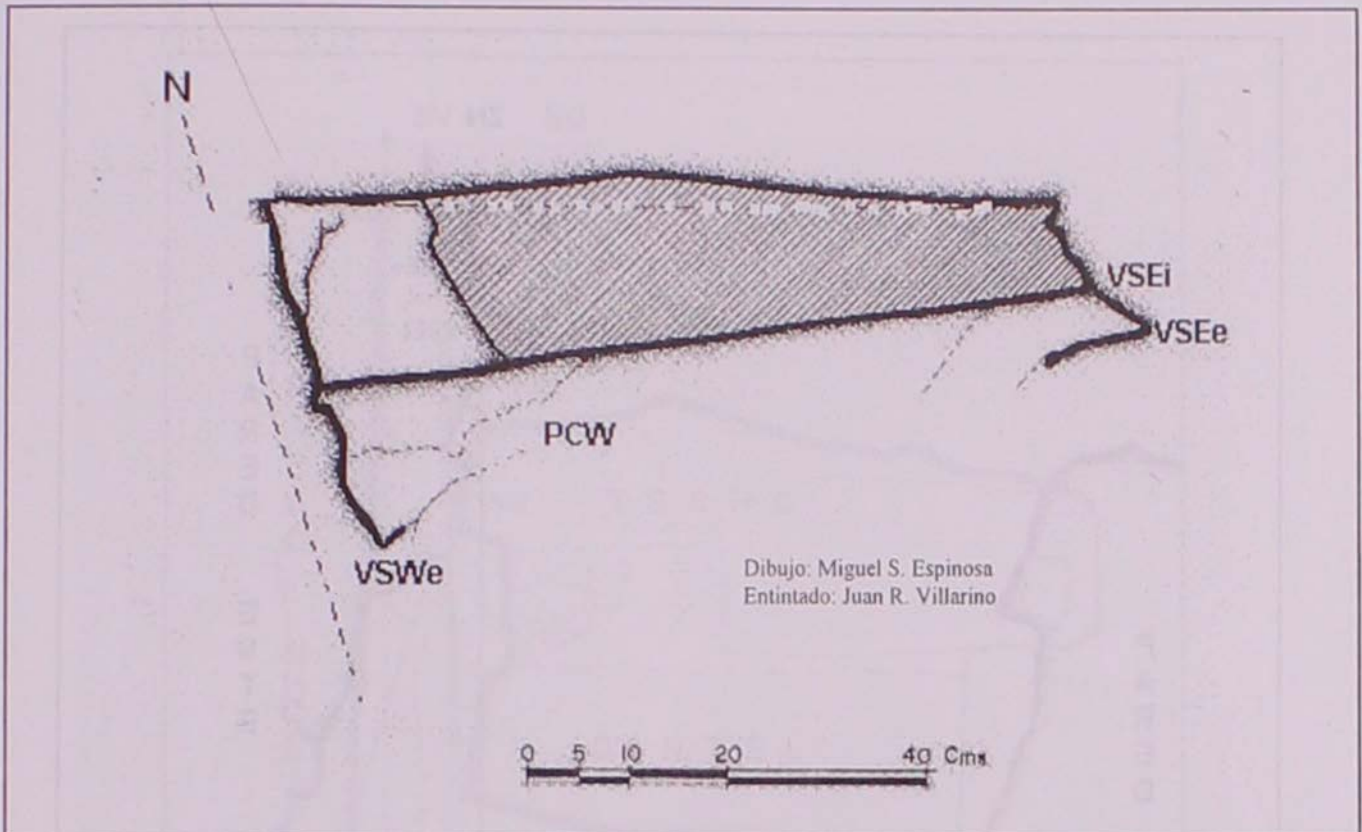 N
VSEi
VSEe
PCW
VSWe
Dibujo: Miguel S. Espinosa
Entintado: Juan R. Villarino
0 5 10 20 40 Cms.